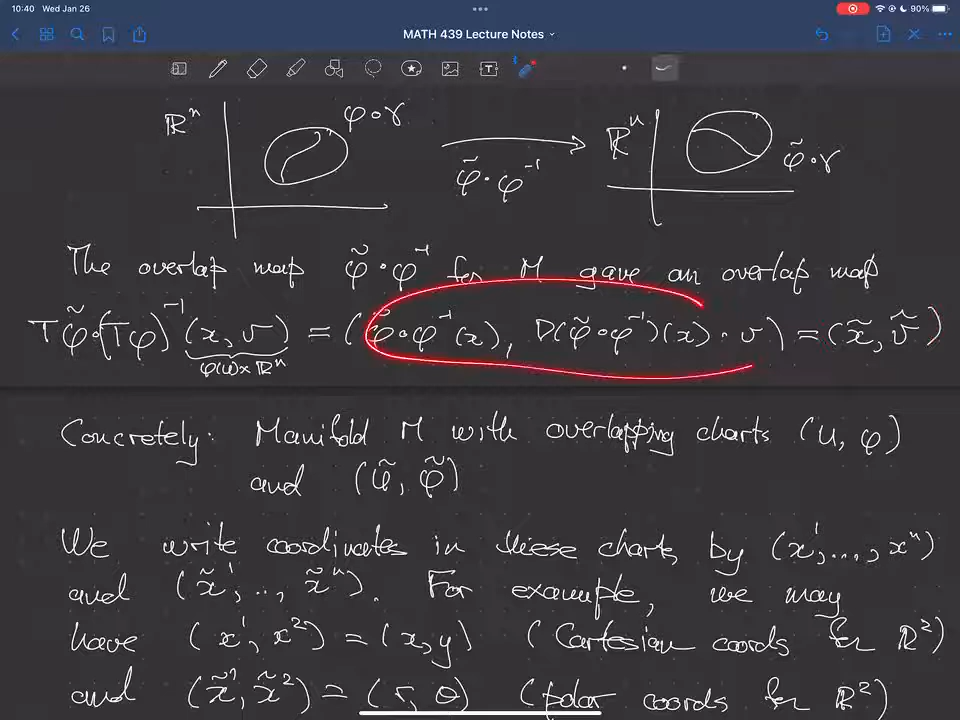 10:40 Wed Jan 26
90%
MATH 439 Lecture Notes
ℝⁿ φ∘γ ℝⁿ
φ̃∘φ⁻¹ φ̃∘γ
The overlap map φ̃∘φ⁻¹ for M gave an overlap map
Tφ̃∘(Tφ)⁻¹(x, v) = (φ̃∘φ⁻¹(x), D(φ̃∘φ⁻¹)(x)·v) = (x̃, ṽ)
φ(U)×ℝⁿ
Concretely: Manifold M with overlapping charts (U, φ)
and (Ũ, φ̃)
We write coordinates in these charts by (x¹,...,xⁿ)
and (x̃¹,.., x̃ⁿ). For example, we may
have (x¹, x²) = (x, y) (Cartesian coords for ℝ²)
and (x̃¹, x̃²) = (r, θ) (polar coords for ℝ²)